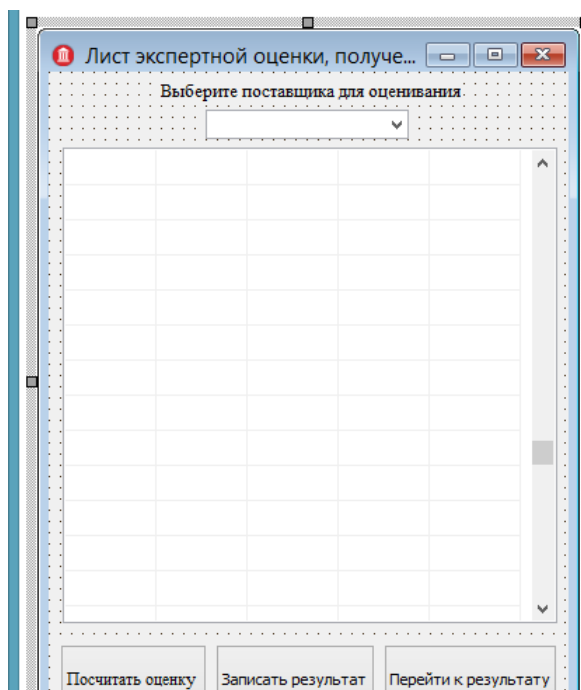 Лист экспертной оценки, получе...
Выберите поставщика для оценивания
Посчитать оценку
Записать результат
Перейти к результату